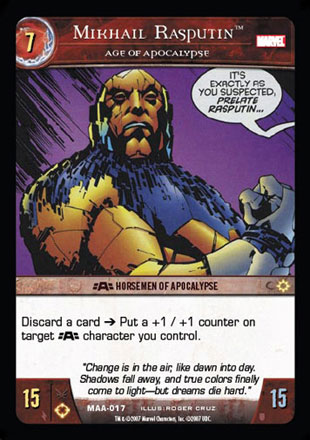 7
MIKHAIL RASPUTIN™
MARVEL
AGE OF APOCALYPSE
IT'S
EXACTLY AS
YOU SUSPECTED,
PRELATE
RASPUTIN...
HORSEMEN OF APOCALYPSE
Discard a card ➔ Put a +1 / +1 counter on
target character you control.
"Change is in the air, like dawn into day.
Shadows fall away, and true colors finally
come to light—but dreams die hard."
15
MAA-017 ILLUS: ROGER CRUZ
15
TM & ©2007 Marvel Characters, Inc. ©2007 UDC.